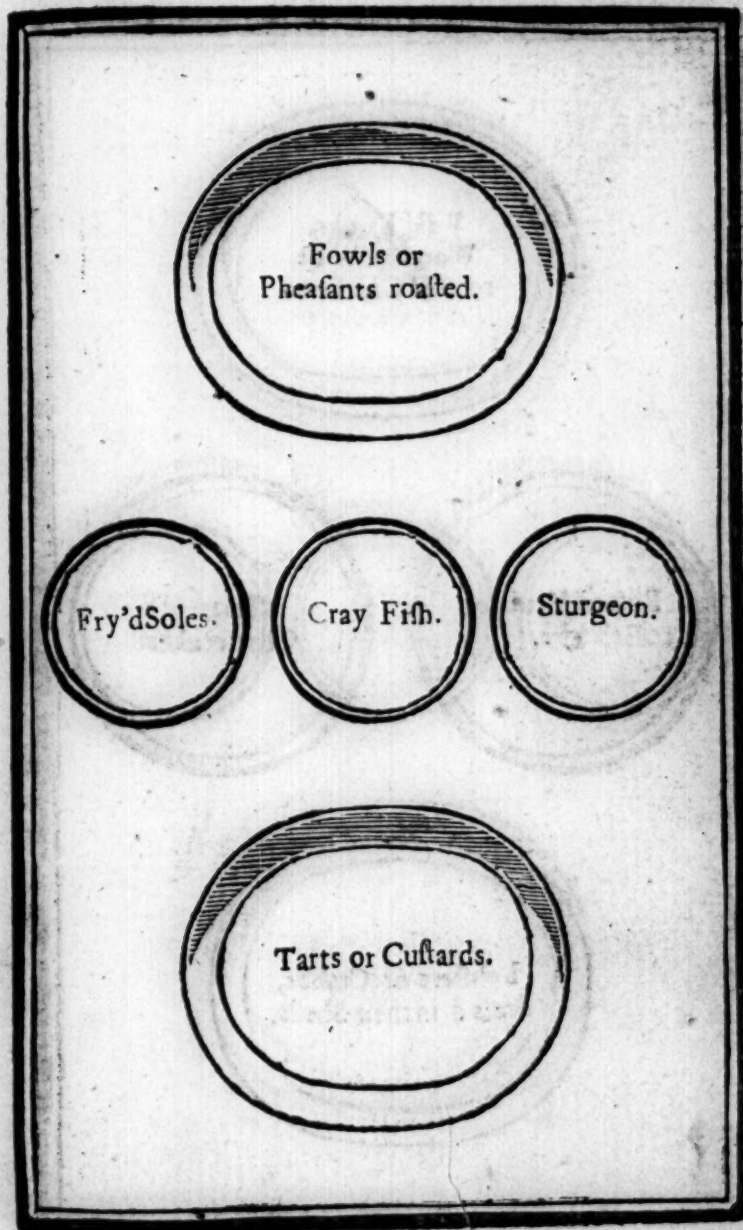 Fowls or
Pheaſants roaſted.
Fry'dSoles.
Cray Fiſh.
Sturgeon.
Tarts or Cuſtards.